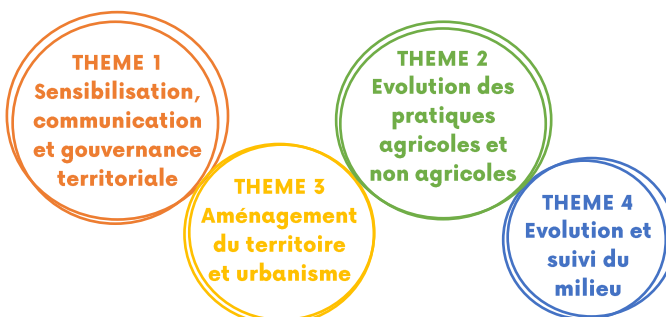 THEME 1
Sensibilisation,
communication
et gouvernance
territoriale
THEME 2
Evolution des
pratiques
agricoles et
non agricoles
THEME 3
Aménagement
du territoire
et urbanisme
THEME 4
Evolution et
suivi du
milieu